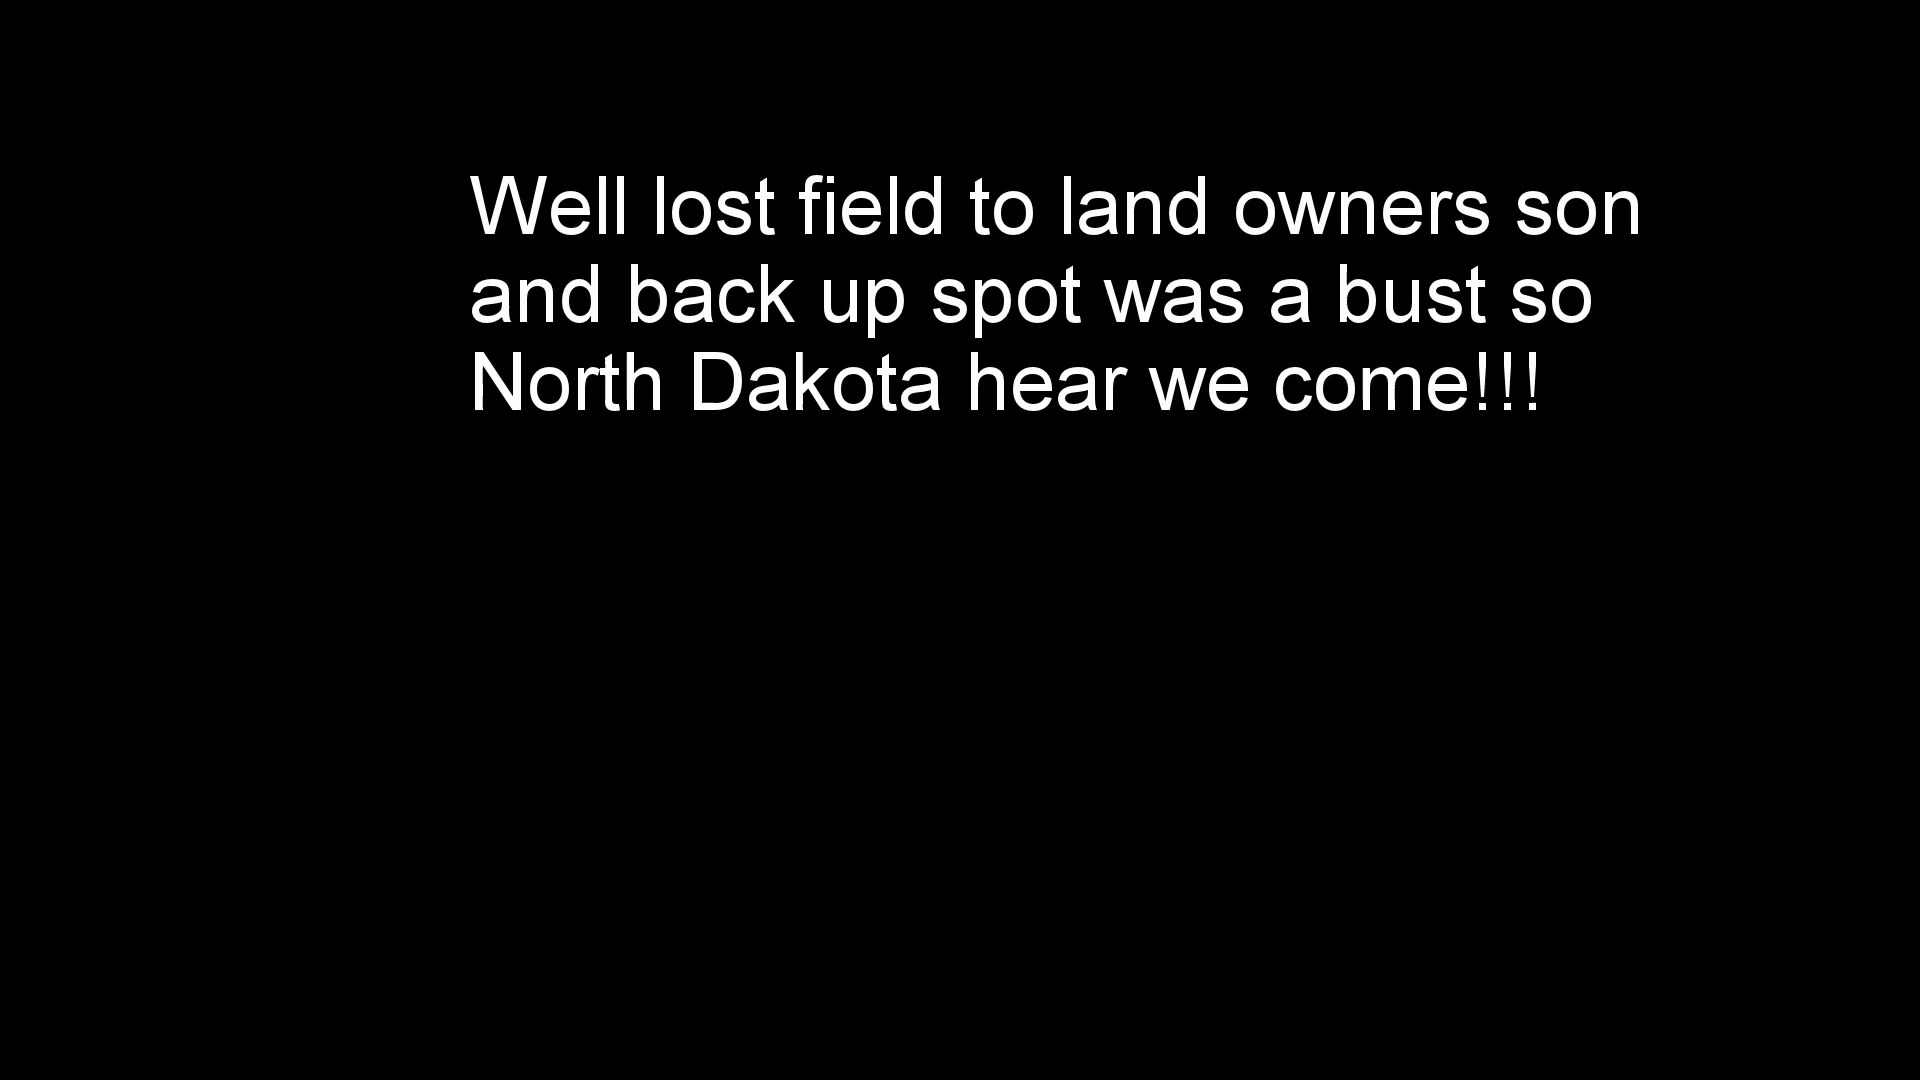 Well lost field to land owners son
and back up spot was a bust so
North Dakota hear we come!!!